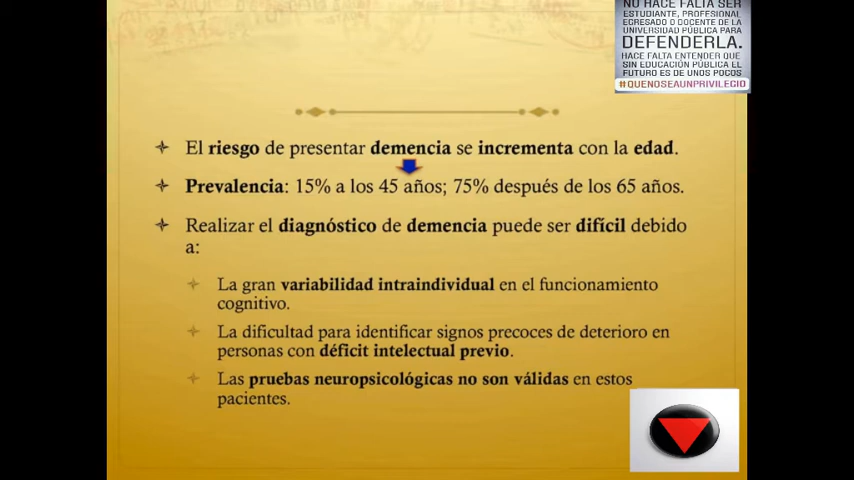 NO HACE FALTA SER
ESTUDIANTE, PROFESIONAL
EGRESADO O DOCENTE DE LA
UNIVERSIDAD PÚBLICA PARA
DEFENDERLA.
HACE FALTA ENTENDER QUE
SIN EDUCACIÓN PÚBLICA EL
FUTURO ES DE UNOS POCOS
#QUENOSEAUNPRIVILEGIO
El riesgo de presentar demencia se incrementa con la edad.
Prevalencia: 15% a los 45 años; 75% después de los 65 años.
Realizar el diagnóstico de demencia puede ser difícil debido
a:
La gran variabilidad intraindividual en el funcionamiento
cognitivo.
La dificultad para identificar signos precoces de deterioro en
personas con déficit intelectual previo.
Las pruebas neuropsicológicas no son válidas en estos
pacientes.